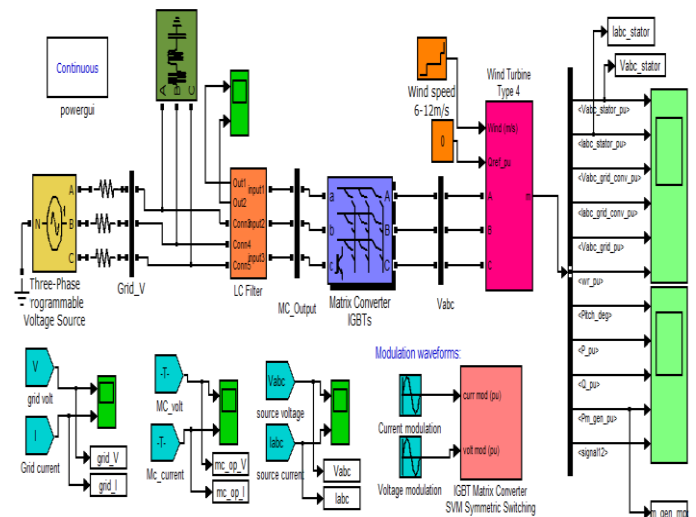 Continuous
powergui
A
B
C
N
A
B
C
Three-Phase
rogrammable
Voltage Source
Grid_V
Out1
Out2
Conn3
Conn4
Conn5
input1
input2
input3
LC Filter
MC_Output
a
b
c
A
B
C
Matrix Converter
IGBTs
Vabc
Wind speed
6-12m/s
0
Wind Turbine
Type 4
Wind (m/s)
Qref_pu
A
B
C
m
Iabc_stator
Vabc_stator
<Vabc_stator_pu>
<Iabc_stator_pu>
<Vabc_grid_conv_pu>
<Iabc_grid_conv_pu>
<Vabc_grid_pu>
<wr_pu>
<Pitch_deg>
<P_pu>
<Q_pu>
<Pm_gen_pu>
<signal12>
V
grid volt
I
Grid current
grid_V
grid_I
-T-
MC_volt
-T-
Mc_current
mc_op_V
mc_op_I
Vabc
source voltage
Iabc
source current
Vabc
Iabc
Modulation waveforms:
Current modulation
Voltage modulation
curr mod (pu)
volt mod (pu)
IGBT Matrix Converter
SVM Symmetric Switching